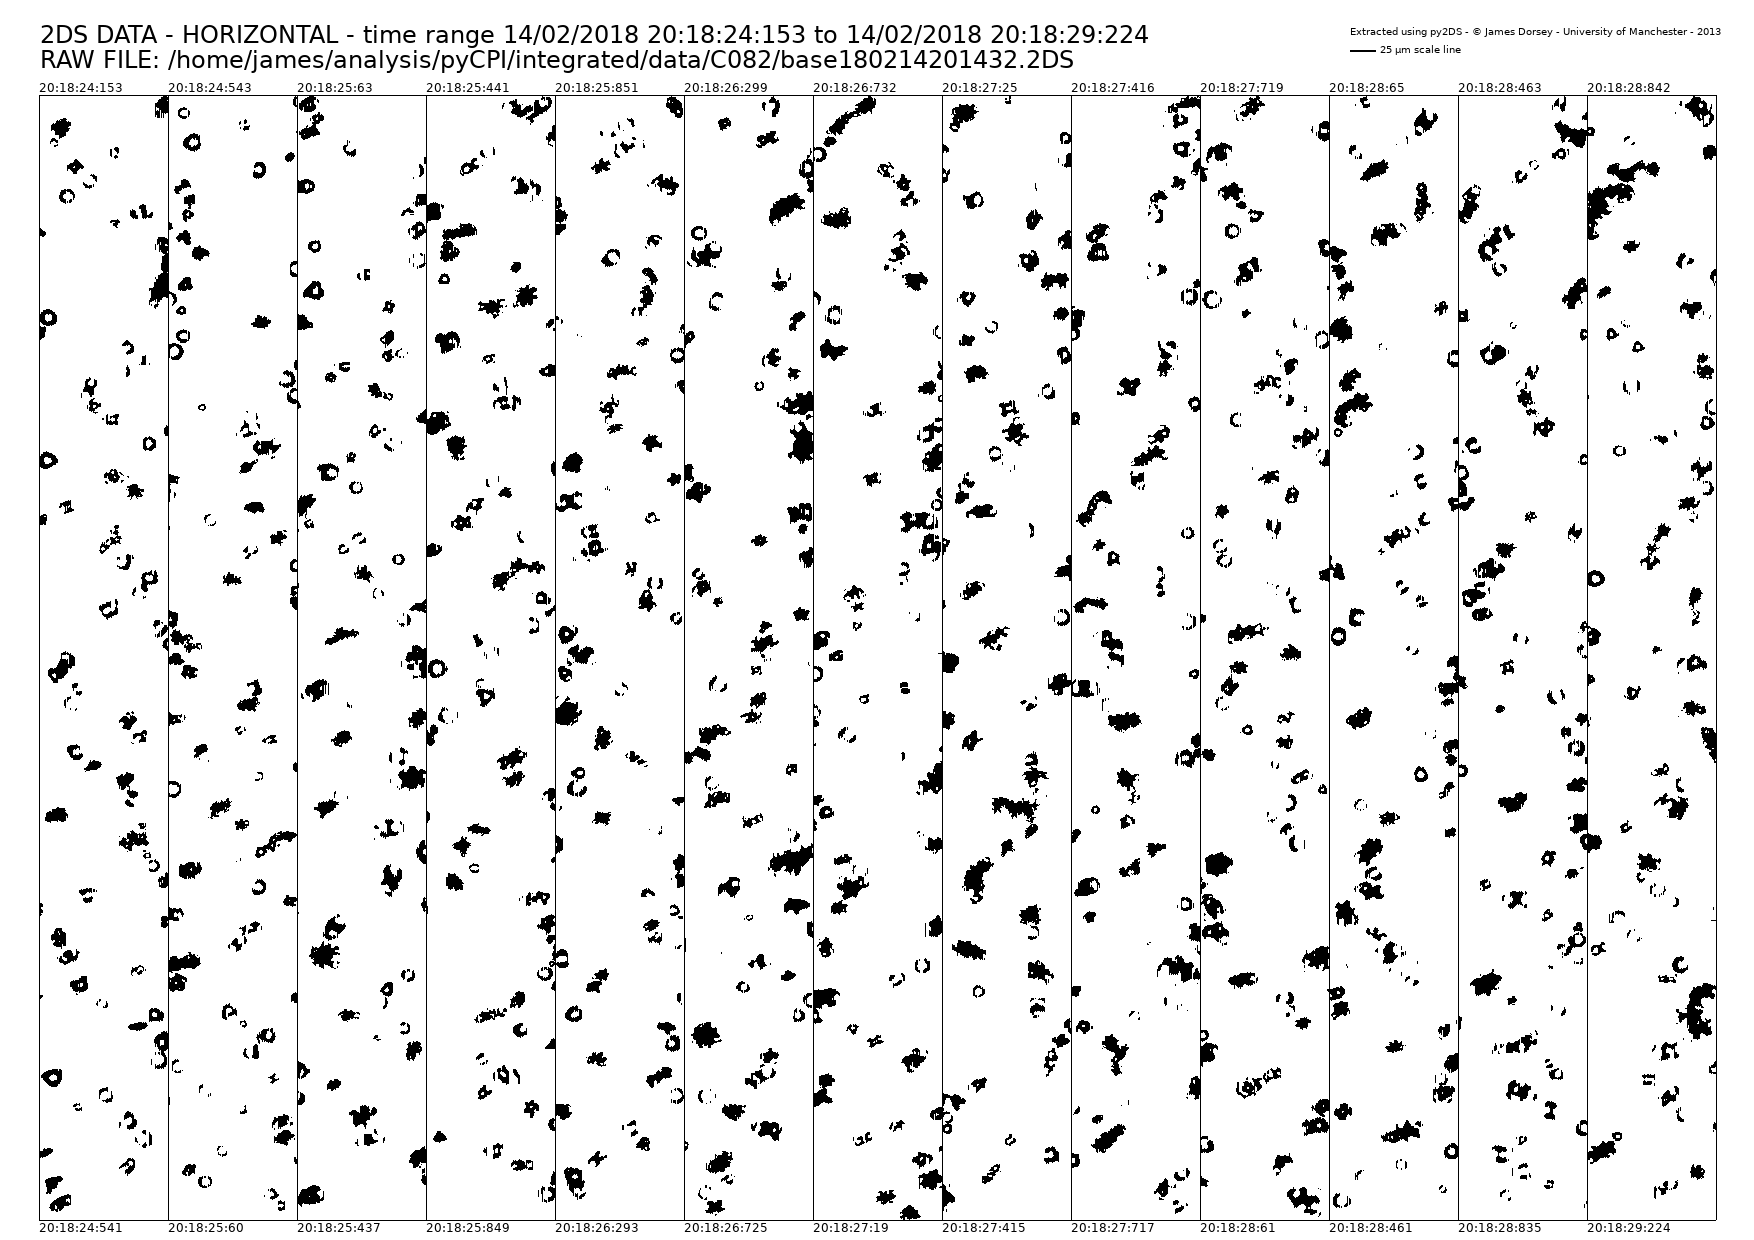 2DS DATA - HORIZONTAL - time range 14/02/2018 20:18:24:153 to 14/02/2018 20:18:29:224
RAW FILE: /home/james/analysis/pyCPI/integrated/data/C082/base180214201432.2DS
Extracted using py2DS - © James Dorsey - University of Manchester - 2013
25 µm scale line
20:18:24:153 20:18:24:543 20:18:25:63 20:18:25:441 20:18:25:851 20:18:26:299 20:18:26:732 20:18:27:25 20:18:27:416 20:18:27:719 20:18:28:65 20:18:28:463 20:18:28:842
20:18:24:541 20:18:25:60 20:18:25:437 20:18:25:849 20:18:26:293 20:18:26:725 20:18:27:19 20:18:27:415 20:18:27:717 20:18:28:61 20:18:28:461 20:18:28:835 20:18:29:224